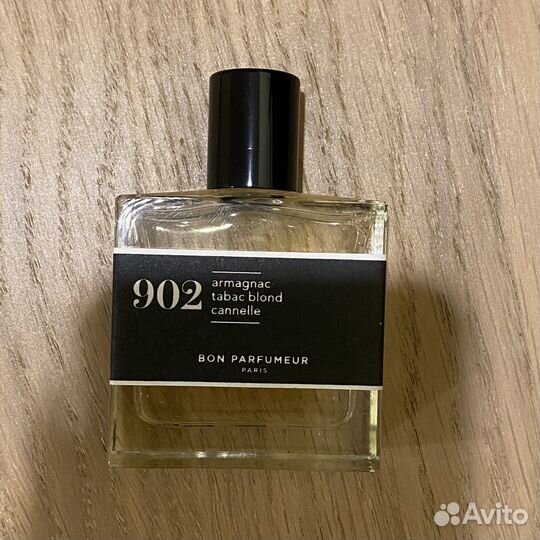 902
armagnac
tabac blond
cannelle
BON PARFUMEUR
PARIS
Avito